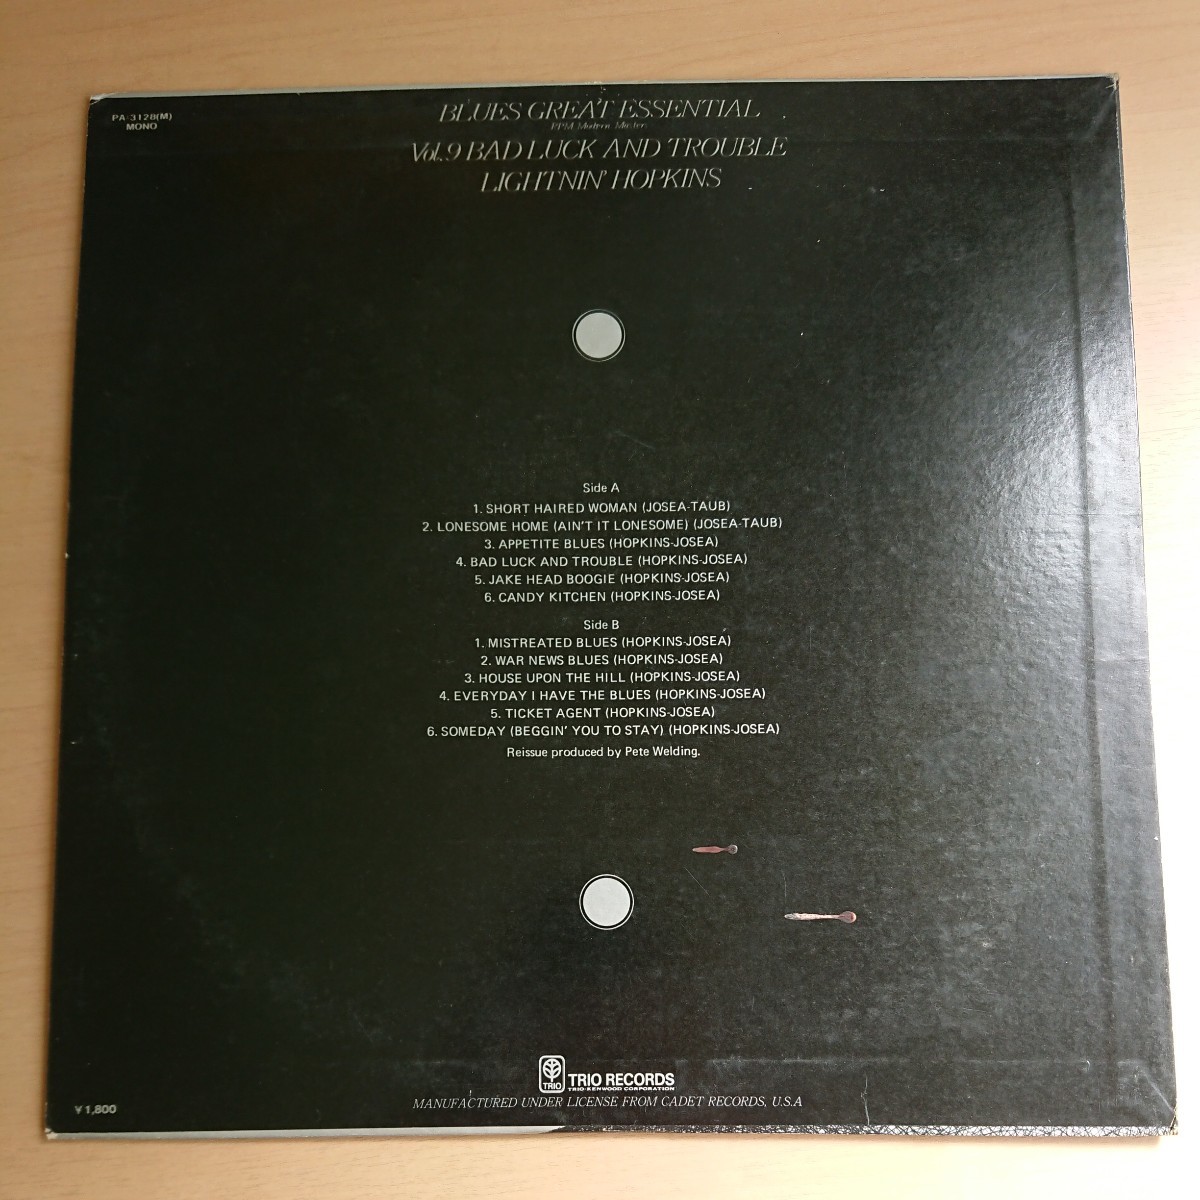 PA-3128(M)
MONO
BLUES GREAT ESSENTIAL
RPM Modern Master
Vol.9 BAD LUCK AND TROUBLE
LIGHTNIN' HOPKINS
Side A
1. SHORT HAIRED WOMAN (JOSEA-TAUB)
2. LONESOME HOME (AIN'T IT LONESOME) (JOSEA-TAUB)
3. APPETITE BLUES (HOPKINS-JOSEA)
4. BAD LUCK AND TROUBLE (HOPKINS-JOSEA)
5. JAKE HEAD BOOGIE (HOPKINS-JOSEA)
6. CANDY KITCHEN (HOPKINS-JOSEA)
Side B
1. MISTREATED BLUES (HOPKINS-JOSEA)
2. WAR NEWS BLUES (HOPKINS-JOSEA)
3. HOUSE UPON THE HILL (HOPKINS-JOSEA)
4. EVERYDAY I HAVE THE BLUES (HOPKINS-JOSEA)
5. TICKET AGENT (HOPKINS-JOSEA)
6. SOMEDAY (BEGGIN' YOU TO STAY) (HOPKINS-JOSEA)
Reissue produced by Pete Welding.
TRIO
TRIO RECORDS
TRIO-KENWOOD CORPORATION
MANUFACTURED UNDER LICENSE FROM CADET RECORDS, U.S.A
¥1,800